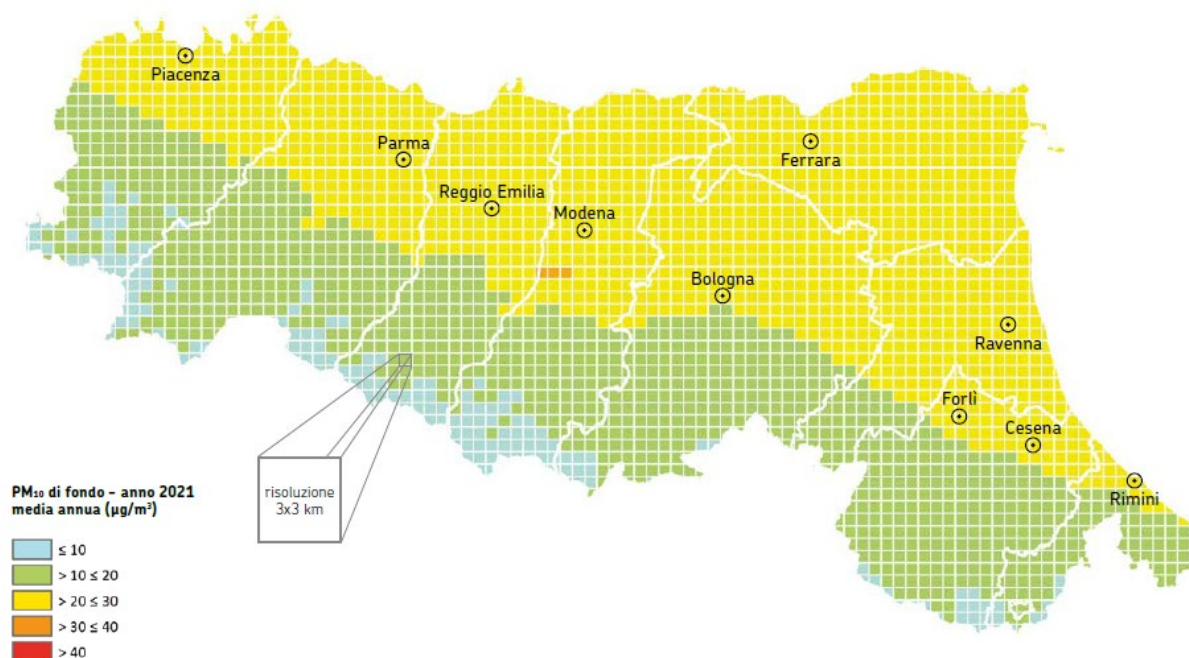 Piacenza
Parma
Ferrara
Reggio Emilia
Modena
Bologna
Ravenna
Forlì
Cesena
Rimini
risoluzione
3x3 km
PM₁₀ di fondo - anno 2021
media annua (µg/m³)
≤ 10
> 10 ≤ 20
> 20 ≤ 30
> 30 ≤ 40
> 40